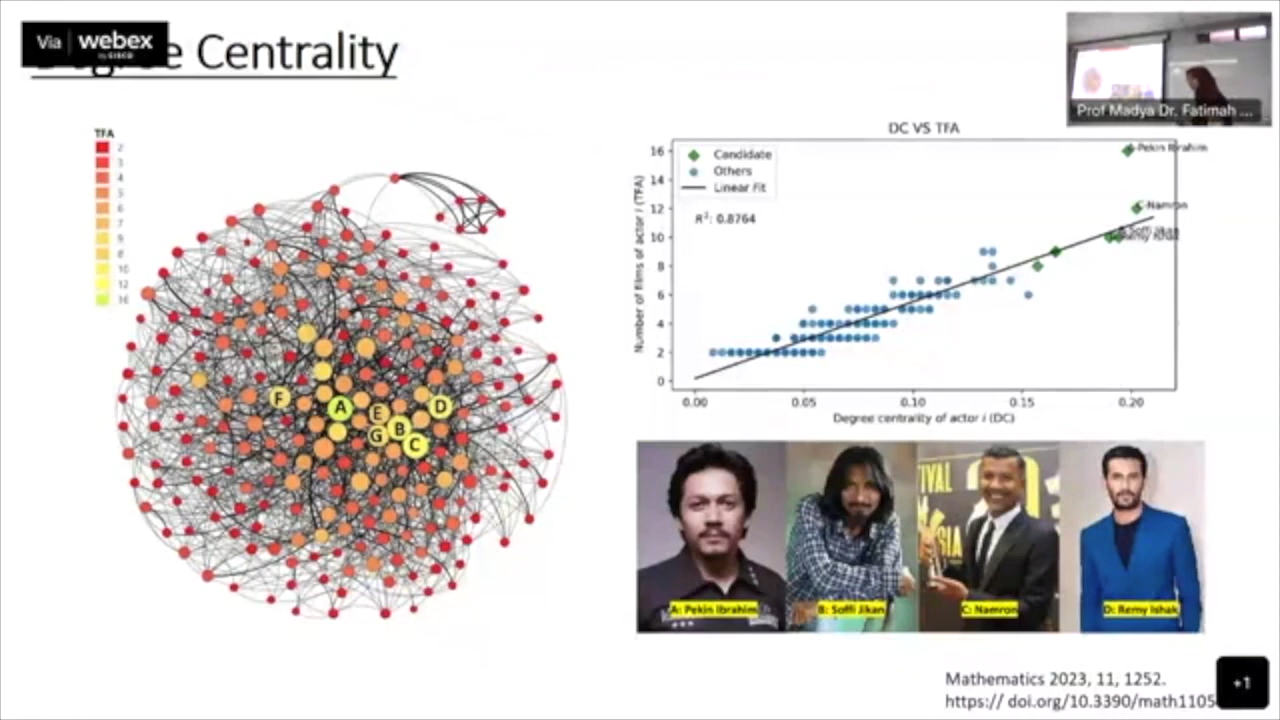 Via webex
by CISCO
Degree Centrality
Prof Madya Dr. Fatimah ...
TFA
2
3
4
5
6
7
9
8
10
12
16
A
B
C
D
E
F
G
DC VS TFA
Candidate
Others
Linear Fit
R²: 0.8764
Number of films of actor i (TFA)
16
14
12
10
8
6
4
2
0
0.00 0.05 0.10 0.15 0.20
Degree centrality of actor i (DC)
A-Pekin Ibrahim
C-Namron
A: Pekin Ibrahim
B: Soffi Jikan
C: Namron
D: Remy Ishak
Mathematics 2023, 11, 1252.
https:// doi.org/10.3390/math1105
+1